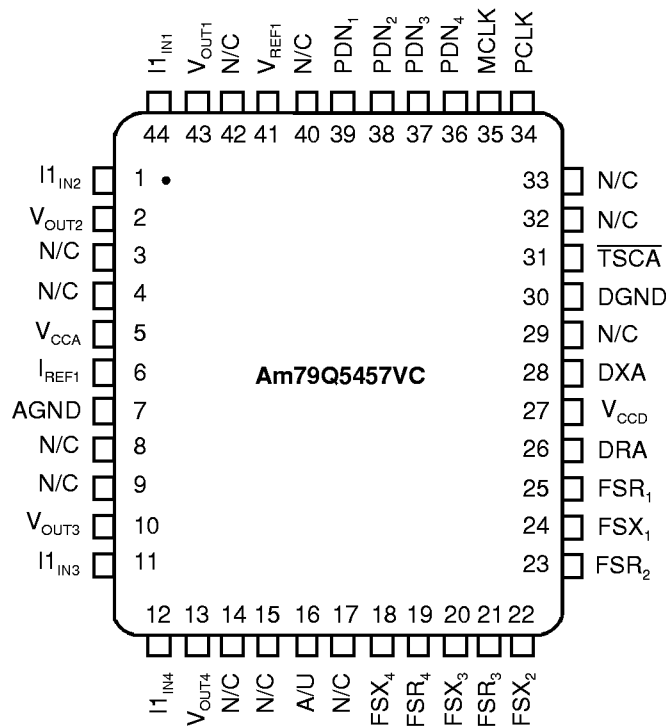 I1IN1 VOUT1 N/C VREF1 N/C PDN1 PDN2 PDN3 PDN4 MCLK PCLK
44 43 42 41 40 39 38 37 36 35 34
I1IN2 1 33 N/C
VOUT2 2 32 N/C
N/C 3 31 TSCA
N/C 4 30 DGND
VCCA 5 29 N/C
IREF1 6 28 DXA
Am79Q5457VC
AGND 7 27 VCCD
N/C 8 26 DRA
N/C 9 25 FSR1
VOUT3 10 24 FSX1
I1IN3 11 23 FSR2
12 13 14 15 16 17 18 19 20 21 22
I1IN4 VOUT4 N/C N/C A/U N/C FSX4 FSR4 FSX3 FSR3 FSX2